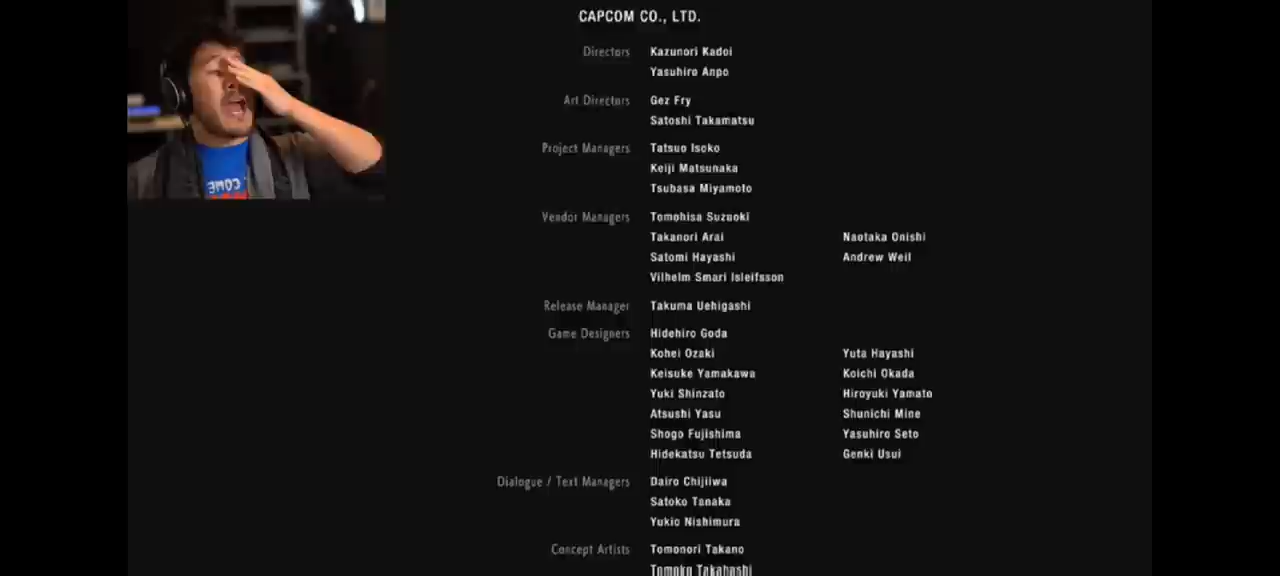 CAPCOM CO., LTD.
Directors Kazunori Kadoi
Yasuhiro Anpo
Art Directors Gez Fry
Satoshi Takamatsu
Project Managers Tatsuo Isoko
Keiji Matsunaka
Tsubasa Miyamoto
Vendor Managers Tomohisa Suzuoki
Takanori Arai Naotaka Onishi
Satomi Hayashi Andrew Weil
Vilhelm Smari Isleifsson
Release Manager Takuma Uehigashi
Game Designers Hidehiro Goda
Kohei Ozaki Yuta Hayashi
Keisuke Yamakawa Koichi Okada
Yuki Shinzato Hiroyuki Yamato
Atsushi Yasu Shunichi Mine
Shogo Fujishima Yasuhiro Seto
Hidekatsu Tetsuda Genki Usui
Dialogue / Text Managers Dairo Chijiiwa
Satoko Tanaka
Yukio Nishimura
Concept Artists Tomonori Takano
Tomoko Takahashi
COME